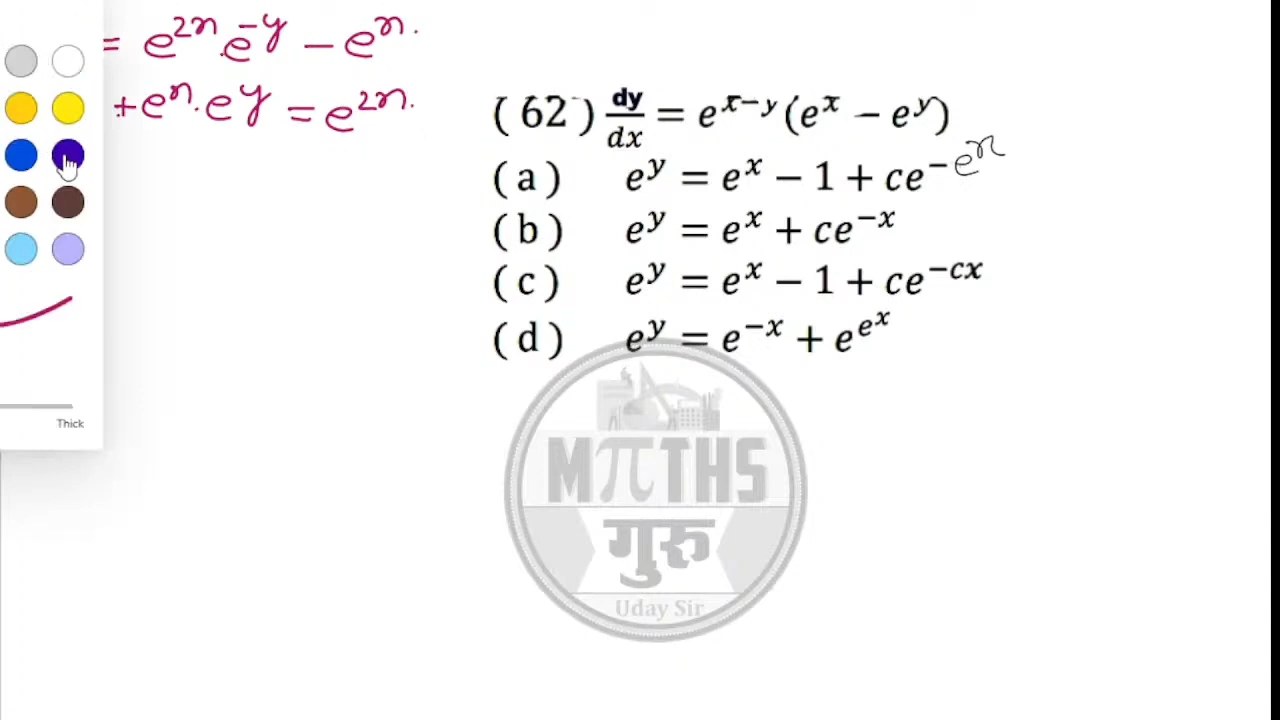 = e^{2x} e^{-y} - e^x.
+ e^x. e^y = e^{2x}.
(62) dy/dx = e^{x-y}(e^x - e^y)
(a) e^y = e^x - 1 + ce^{-e^x}
(b) e^y = e^x + ce^{-x}
(c) e^y = e^x - 1 + ce^{-cx}
(d) e^y = e^{-x} + e^{e^x}
Thick
MπTHS
गुरु
Uday Sir